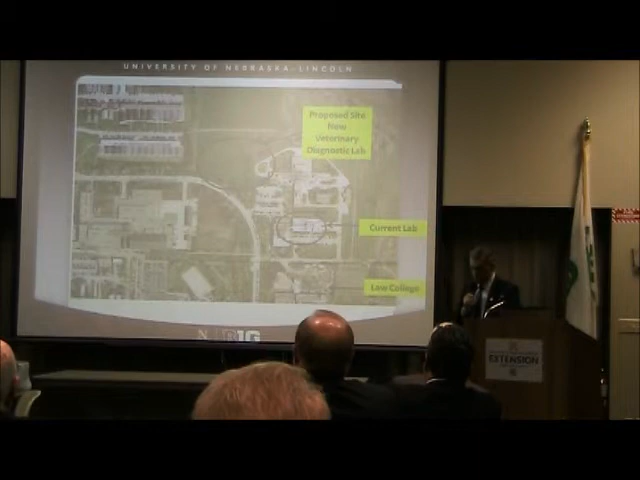 UNIVERSITY OF NEBRASKA–LINCOLN
Proposed Site
New
Veterinary
Diagnostic Lab
Current Lab
Law College
EXTENSION